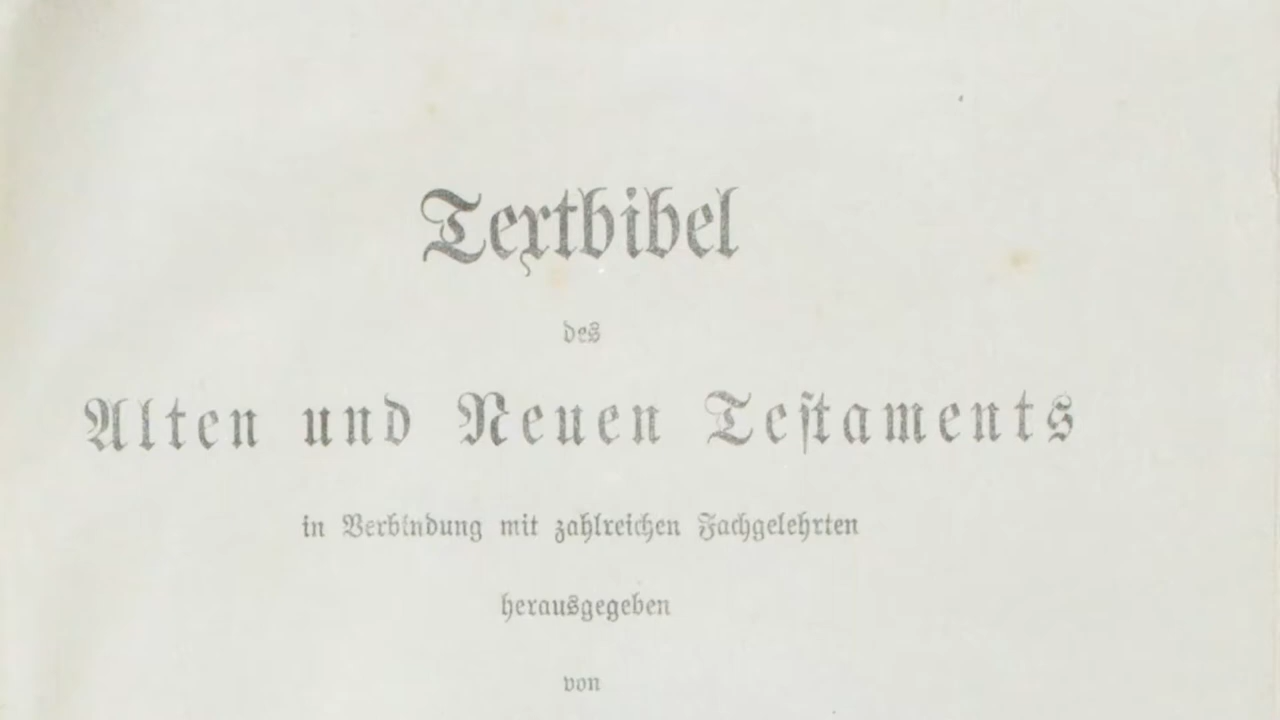 Textbibel
des
Alten und Neuen Teſtaments
in Verbindung mit zahlreichen Fachgelehrten
herausgegeben
von